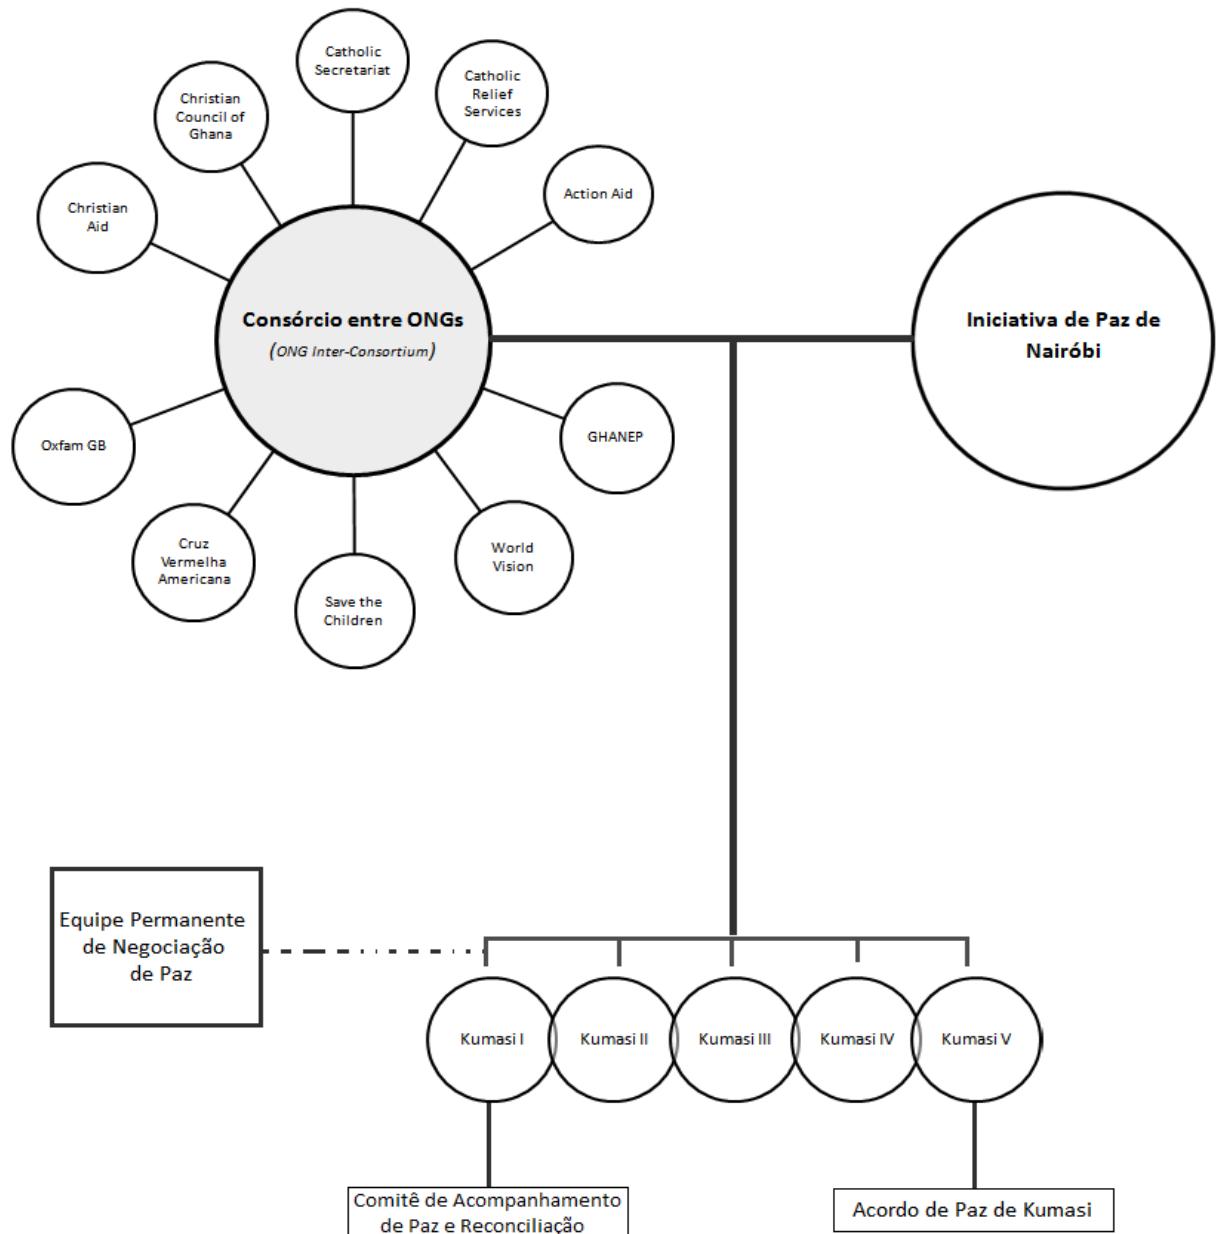 Catholic
Secretariat
Catholic
Relief
Services
Christian
Council of
Ghana
Action Aid
Christian
Aid
Consórcio entre ONGs
(ONG Inter-Consortium)
Iniciativa de Paz de
Nairóbi
Oxfam GB
GHANEP
Cruz
Vermelha
Americana
World
Vision
Save the
Children
Equipe Permanente
de Negociação
de Paz
Kumasi I
Kumasi II
Kumasi III
Kumasi IV
Kumasi V
Comitê de Acompanhamento
de Paz e Reconciliação
Acordo de Paz de Kumasi